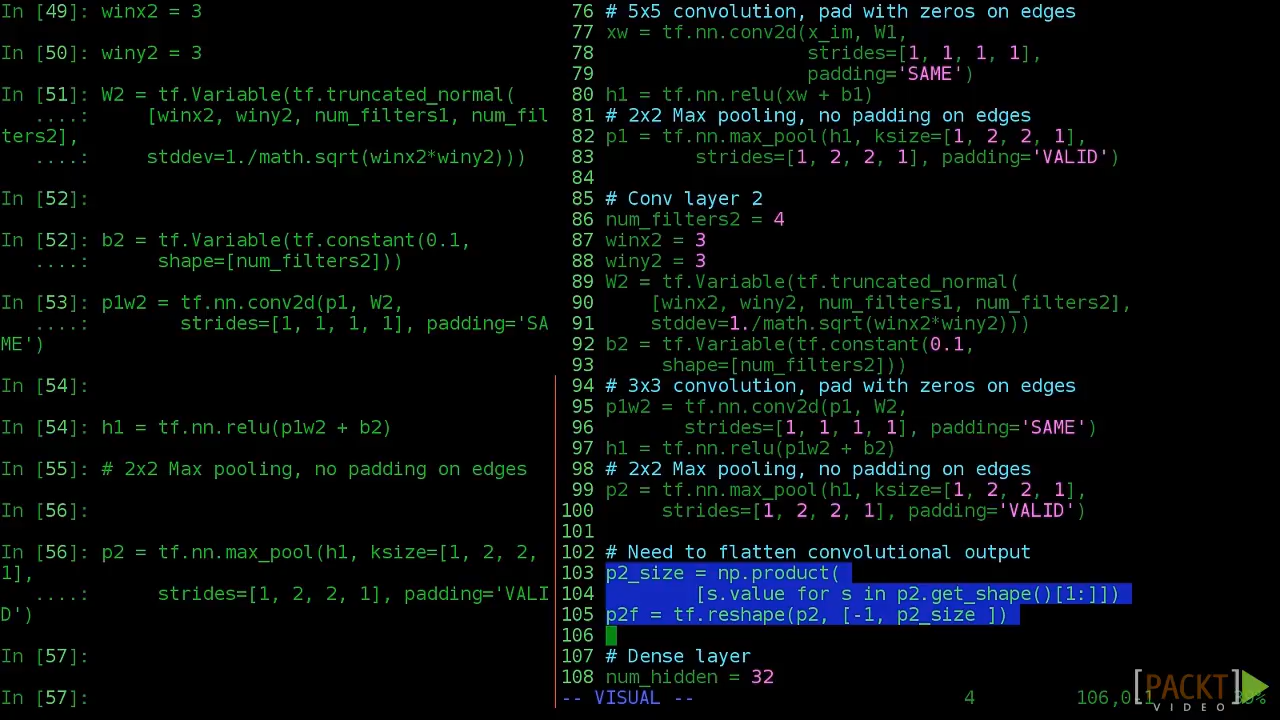 In [49]: winx2 = 3
In [50]: winy2 = 3
In [51]: W2 = tf.Variable(tf.truncated_normal(
   ....:     [winx2, winy2, num_filters1, num_fil
ters2],
   ....:     stddev=1./math.sqrt(winx2*winy2)))
In [52]:
In [52]: b2 = tf.Variable(tf.constant(0.1,
   ....:      shape=[num_filters2]))
In [53]: p1w2 = tf.nn.conv2d(p1, W2,
   ....:        strides=[1, 1, 1, 1], padding='SA
ME')
In [54]:
In [54]: h1 = tf.nn.relu(p1w2 + b2)
In [55]: # 2x2 Max pooling, no padding on edges
In [56]:
In [56]: p2 = tf.nn.max_pool(h1, ksize=[1, 2, 2,
1],
   ....:      strides=[1, 2, 2, 1], padding='VALI
D')
In [57]:
In [57]:
76 # 5x5 convolution, pad with zeros on edges
77 xw = tf.nn.conv2d(x_im, W1,
78                   strides=[1, 1, 1, 1],
79                   padding='SAME')
80 h1 = tf.nn.relu(xw + b1)
81 # 2x2 Max pooling, no padding on edges
82 p1 = tf.nn.max_pool(h1, ksize=[1, 2, 2, 1],
83         strides=[1, 2, 2, 1], padding='VALID')
84
85 # Conv layer 2
86 num_filters2 = 4
87 winx2 = 3
88 winy2 = 3
89 W2 = tf.Variable(tf.truncated_normal(
90     [winx2, winy2, num_filters1, num_filters2],
91     stddev=1./math.sqrt(winx2*winy2)))
92 b2 = tf.Variable(tf.constant(0.1,
93      shape=[num_filters2]))
94 # 3x3 convolution, pad with zeros on edges
95 p1w2 = tf.nn.conv2d(p1, W2,
96        strides=[1, 1, 1, 1], padding='SAME')
97 h1 = tf.nn.relu(p1w2 + b2)
98 # 2x2 Max pooling, no padding on edges
99 p2 = tf.nn.max_pool(h1, ksize=[1, 2, 2, 1],
100      strides=[1, 2, 2, 1], padding='VALID')
101
102 # Need to flatten convolutional output
103 p2_size = np.product(
104         [s.value for s in p2.get_shape()[1:]])
105 p2f = tf.reshape(p2, [-1, p2_size ])
106
107 # Dense layer
108 num_hidden = 32
-- VISUAL -- 4
[PACKT]
VIDEO